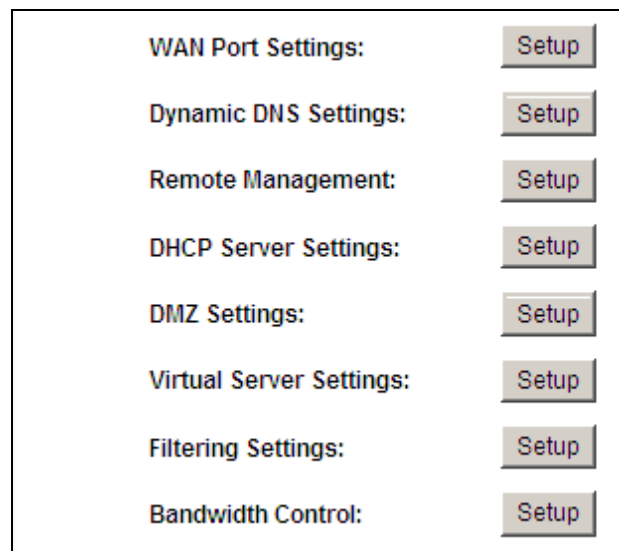 WAN Port Settings: Setup
Dynamic DNS Settings: Setup
Remote Management: Setup
DHCP Server Settings: Setup
DMZ Settings: Setup
Virtual Server Settings: Setup
Filtering Settings: Setup
Bandwidth Control: Setup